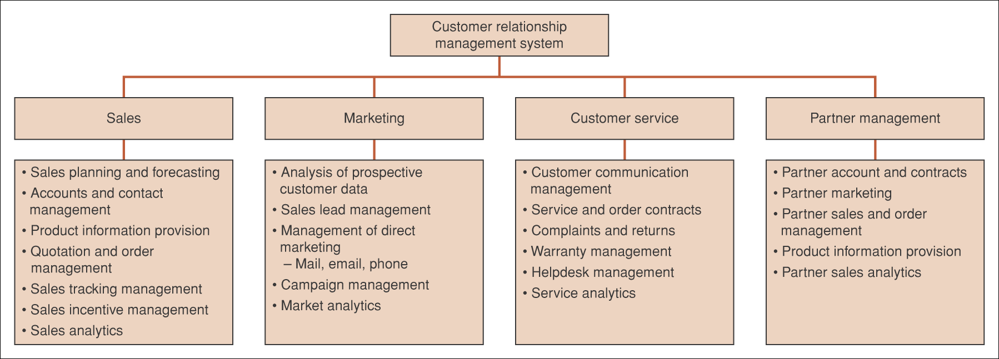 Customer relationship
management system
Sales
Marketing
Customer service
Partner management
• Sales planning and forecasting
• Accounts and contact
management
• Product information provision
• Quotation and order
management
• Sales tracking management
• Sales incentive management
• Sales analytics
• Analysis of prospective
customer data
• Sales lead management
• Management of direct
marketing
– Mail, email, phone
• Campaign management
• Market analytics
• Customer communication
management
• Service and order contracts
• Complaints and returns
• Warranty management
• Helpdesk management
• Service analytics
• Partner account and contracts
• Partner marketing
• Partner sales and order
management
• Product information provision
• Partner sales analytics